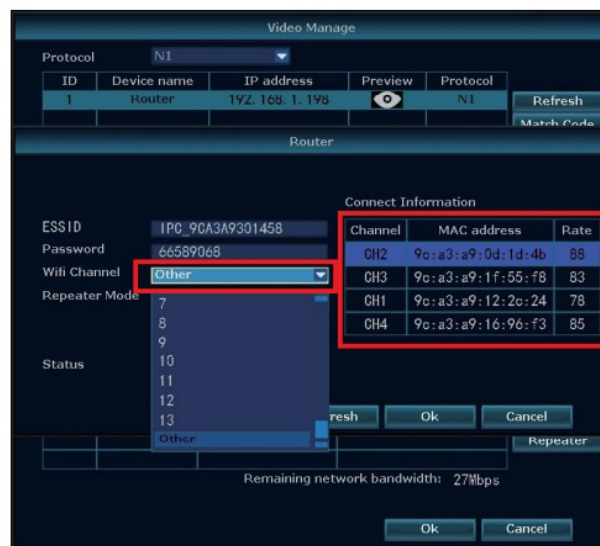 Video Manage
Protocol N1
ID Device name IP address Preview Protocol
1 Router 192.168.1.198 N1
Refresh
Match Code
Router
Connect Information
ESSID IPC_9CA3A9301458
Channel MAC address Rate
Password 66589068
CH2 9c:a3:a9:0d:1d:4b 88
Wifi Channel Other
CH3 9c:a3:a9:1f:55:f8 83
Repeater Mode
7
CH1 9c:a3:a9:12:2c:24 78
8
CH4 9c:a3:a9:16:96:f3 85
9
Status
10
11
12
13
Other
resh Ok Cancel
Repeater
Remaining network bandwidth: 27Mbps
Ok Cancel